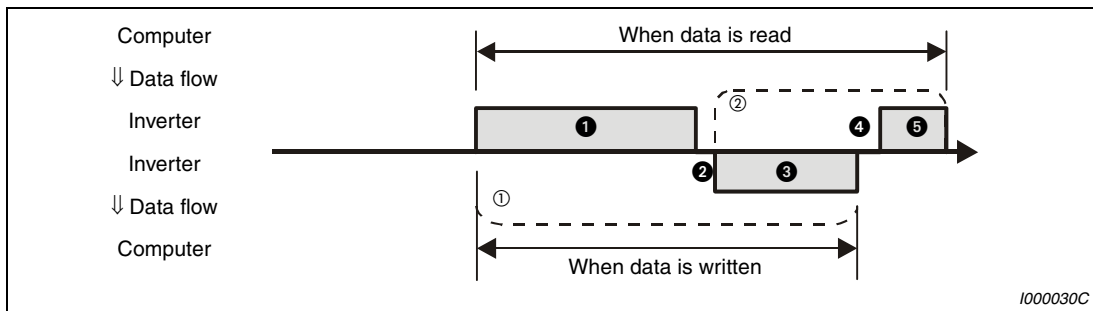 Computer
⇓ Data flow
Inverter
Inverter
⇓ Data flow
Computer
When data is read
②
❶
❹
❺
❷
❸
①
When data is written
I000030C